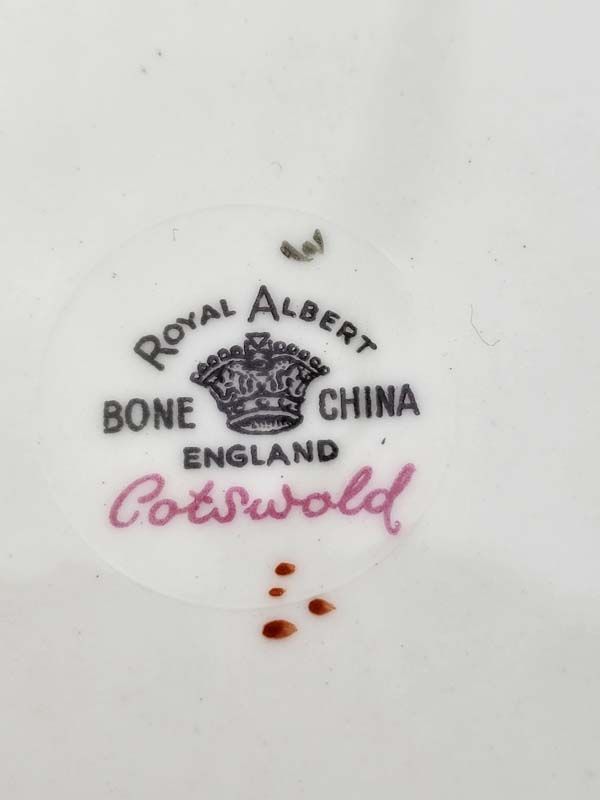 ROYAL ALBERT
BONE CHINA
ENGLAND
Cotswold